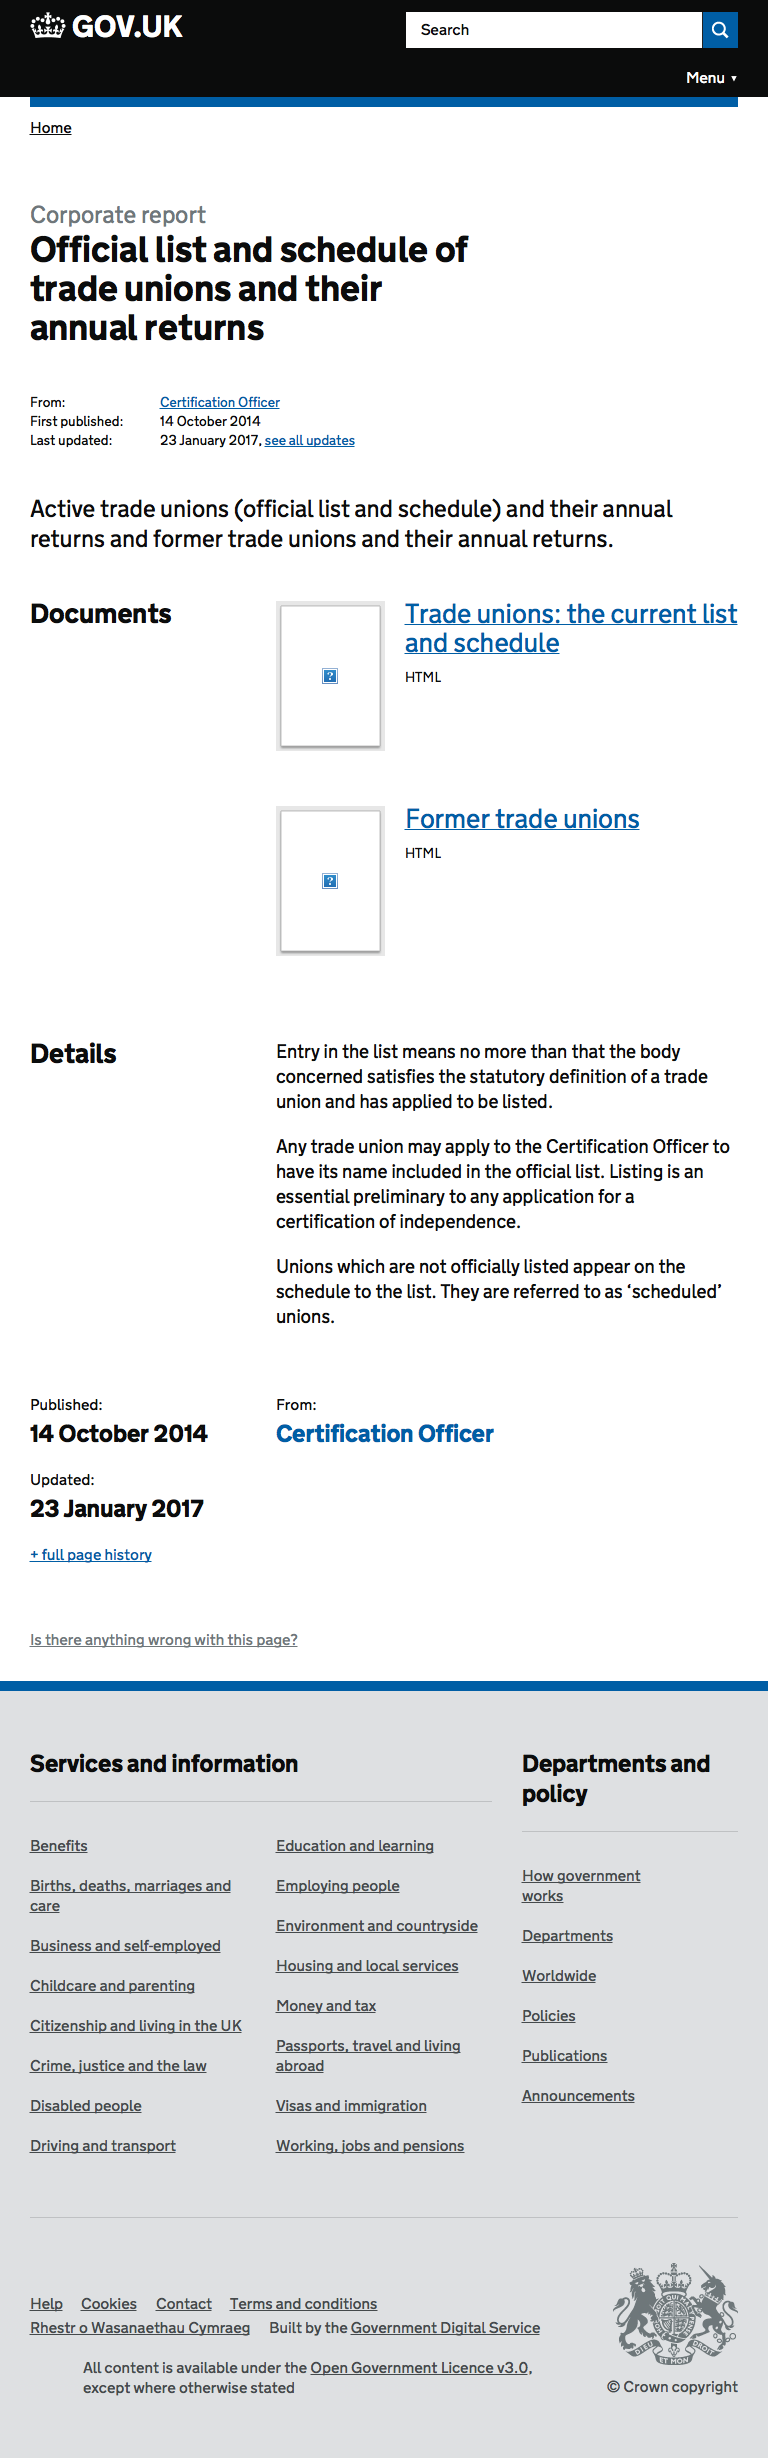 GOV.UK
Search
Menu ▼
Home
Corporate report
Official list and schedule of
trade unions and their
annual returns
From: Certification Officer
First published: 14 October 2014
Last updated: 23 January 2017, see all updates
Active trade unions (official list and schedule) and their annual
returns and former trade unions and their annual returns.
Documents
Trade unions: the current list
and schedule
HTML
Former trade unions
HTML
Details
Entry in the list means no more than that the body
concerned satisfies the statutory definition of a trade
union and has applied to be listed.
Any trade union may apply to the Certification Officer to
have its name included in the official list. Listing is an
essential preliminary to any application for a
certification of independence.
Unions which are not officially listed appear on the
schedule to the list. They are referred to as ‘scheduled’
unions.
Published:
14 October 2014
From:
Certification Officer
Updated:
23 January 2017
+ full page history
Is there anything wrong with this page?
Services and information
Benefits
Births, deaths, marriages and
care
Business and self-employed
Childcare and parenting
Citizenship and living in the UK
Crime, justice and the law
Disabled people
Driving and transport
Education and learning
Employing people
Environment and countryside
Housing and local services
Money and tax
Passports, travel and living
abroad
Visas and immigration
Working, jobs and pensions
Departments and
policy
How government
works
Departments
Worldwide
Policies
Publications
Announcements
Help Cookies Contact Terms and conditions
Rhestr o Wasanaethau Cymraeg Built by the Government Digital Service
All content is available under the Open Government Licence v3.0,
except where otherwise stated
DIEU ET MON DROIT
© Crown copyright